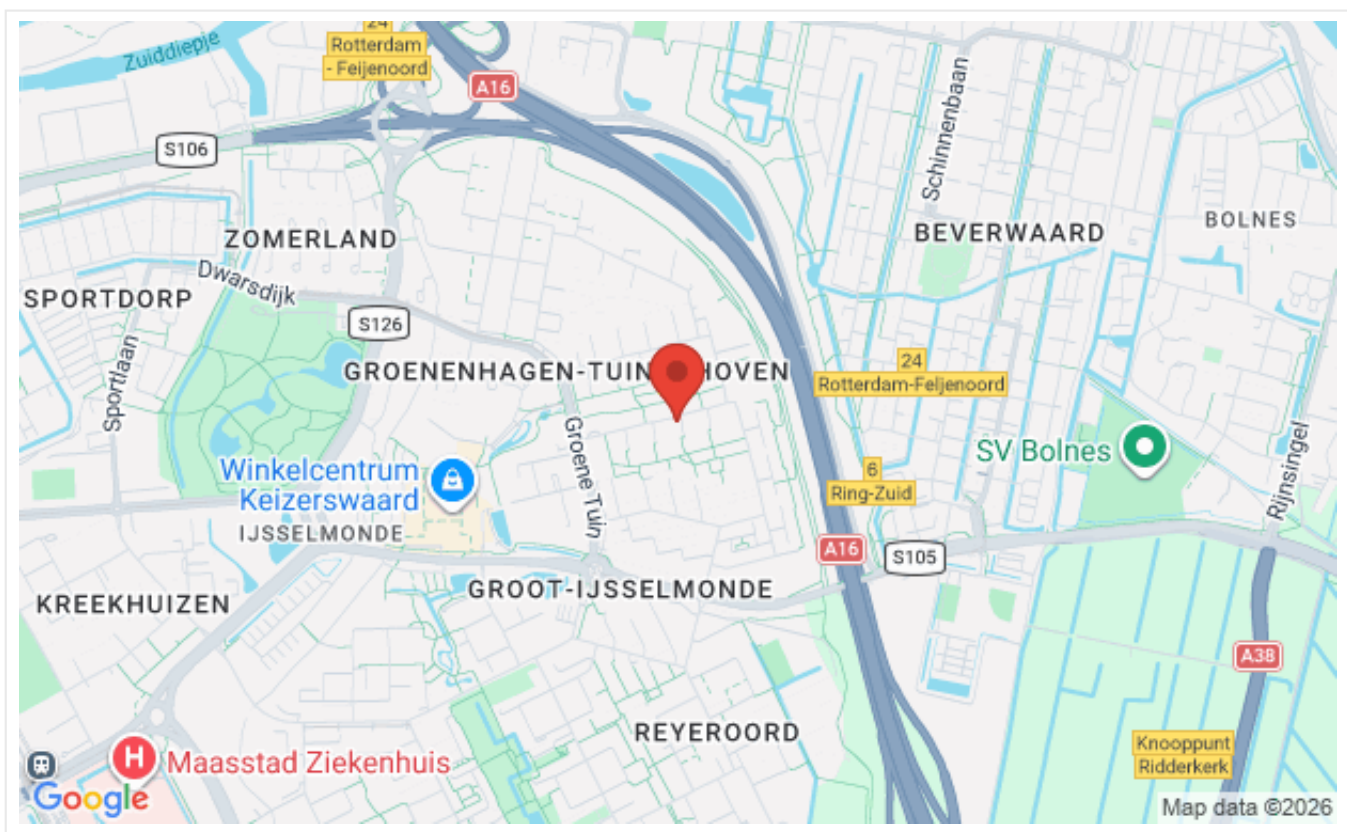 Zuiddiepje
24
Rotterdam
- Feijenoord
A16
S106
Schinnenbaan
ZOMERLAND
BEVERWAARD
BOLNES
Dwarsdijk
SPORTDORP
S126
Sportlaan
GROENENHAGEN-TUIN HOVEN
24
Rotterdam-Feijenoord
Groene Tuin
Winkelcentrum
Keizerswaard
SV Bolnes
6
Ring-Zuid
Rijnsingel
IJSSELMONDE
A16
S105
KREEKHUIZEN
GROOT-IJSSELMONDE
A38
REYEROORD
Knooppunt
Ridderkerk
H
Maasstad Ziekenhuis
Google
Map data ©2026